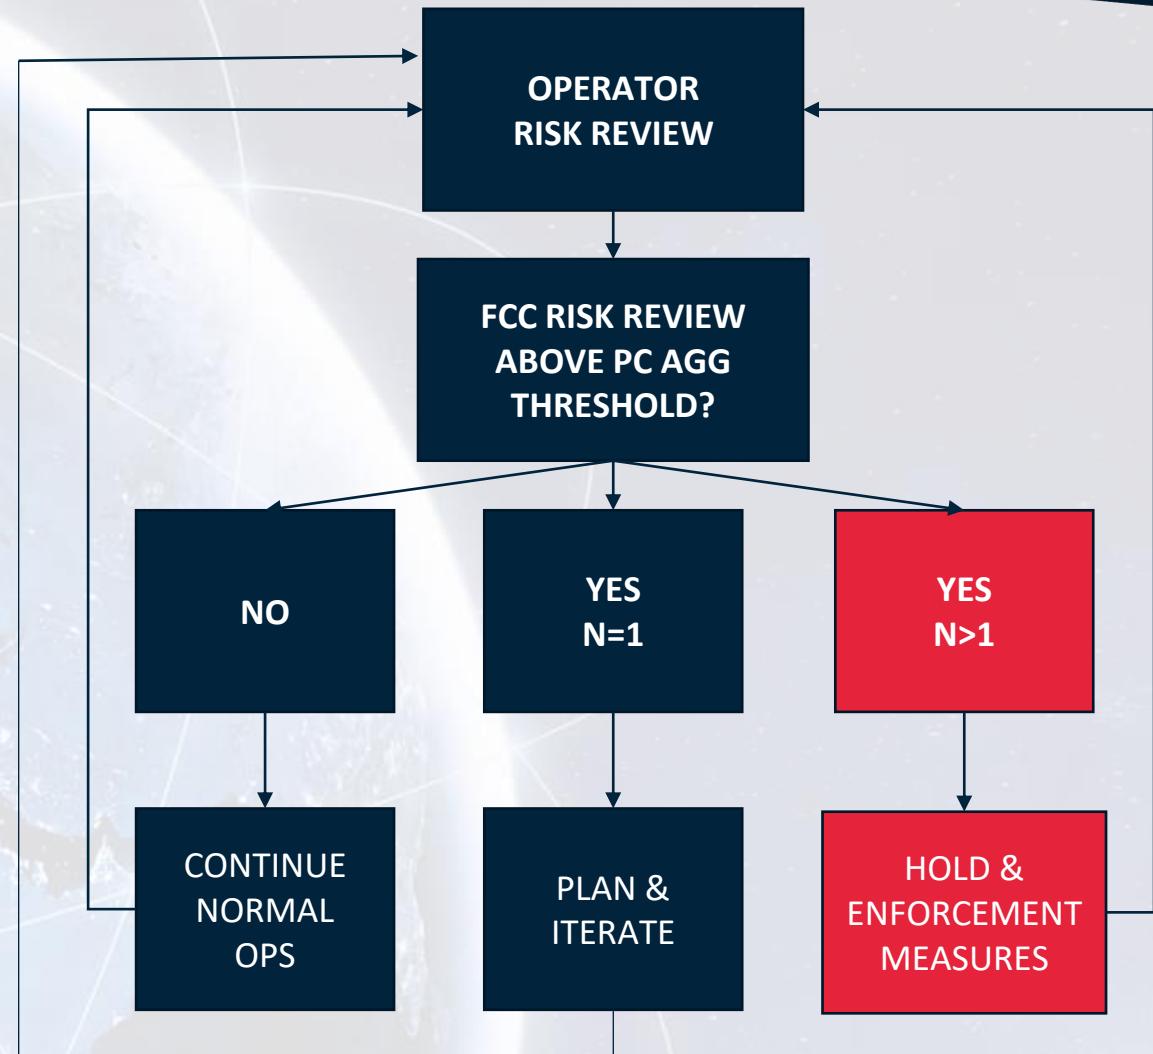 OPERATOR
RISK REVIEW
FCC RISK REVIEW
ABOVE PC AGG
THRESHOLD?
NO
YES
N=1
YES
N>1
CONTINUE
NORMAL
OPS
PLAN &
ITERATE
HOLD &
ENFORCEMENT
MEASURES